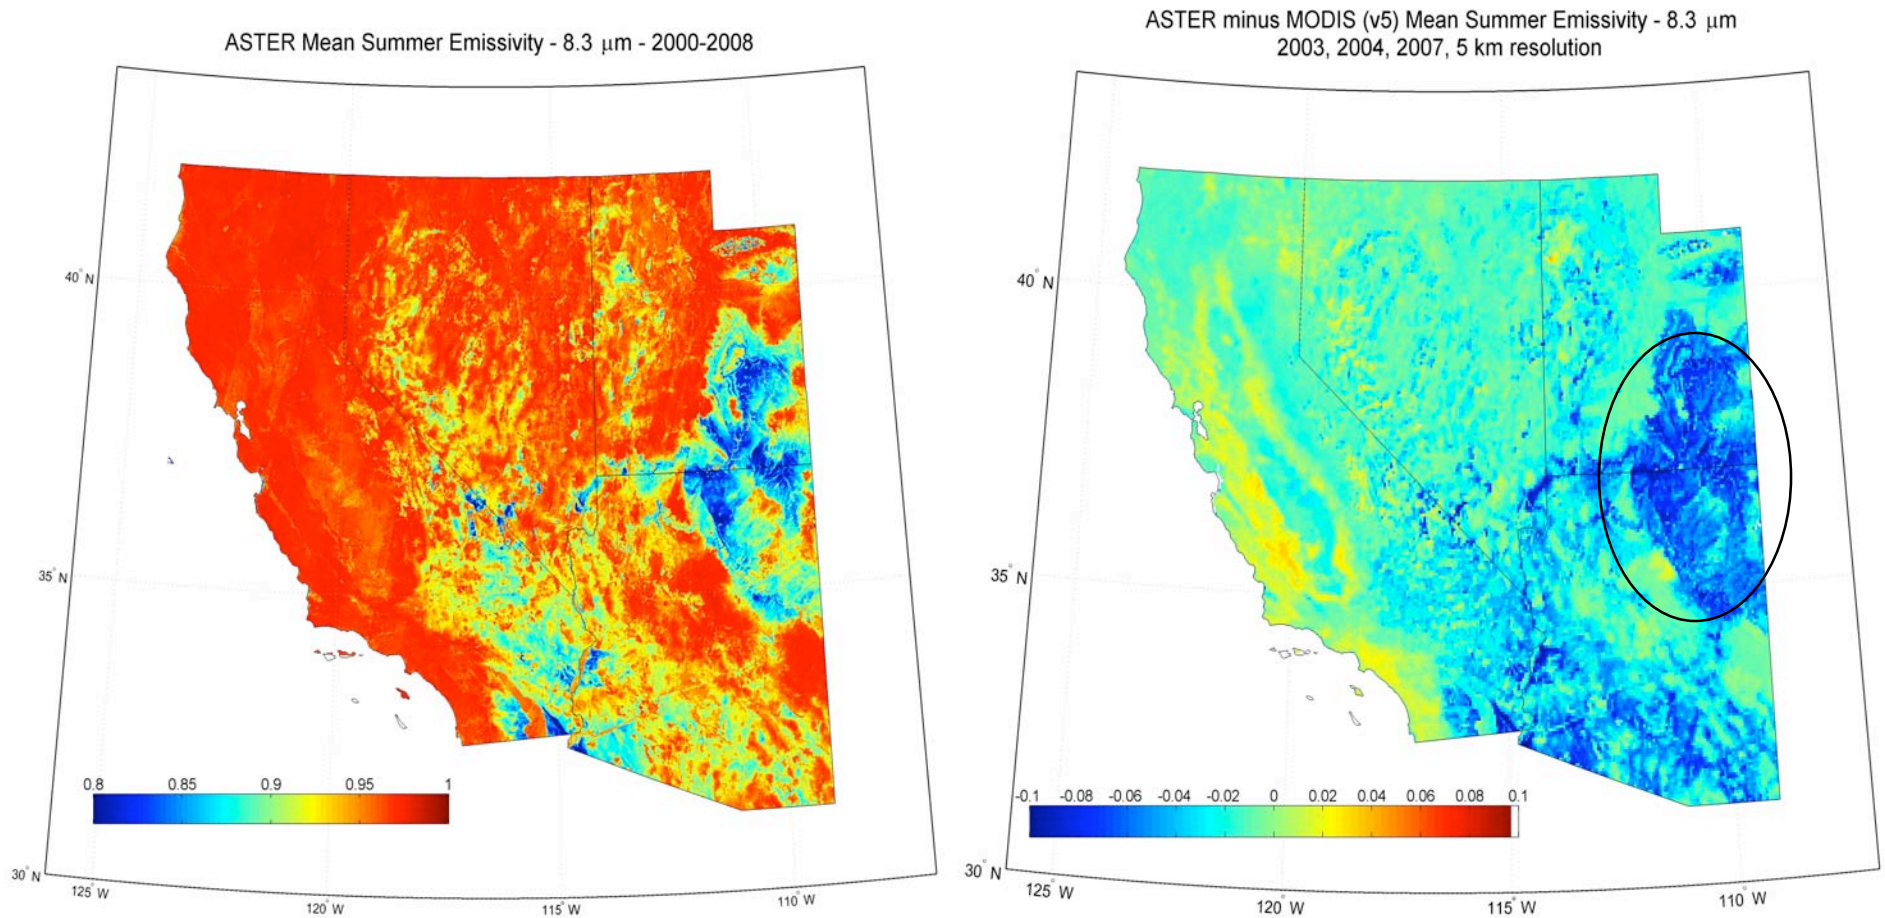 ASTER Mean Summer Emissivity - 8.3 μm - 2000-2008
40° N
35° N
30° N
125° W
120° W
115° W
110° W
0.8 0.85 0.9 0.95 1
ASTER minus MODIS (v5) Mean Summer Emissivity - 8.3 μm
2003, 2004, 2007, 5 km resolution
40° N
35° N
30° N
125° W
120° W
115° W
110° W
-0.1 -0.08 -0.06 -0.04 -0.02 0 0.02 0.04 0.06 0.08 0.1